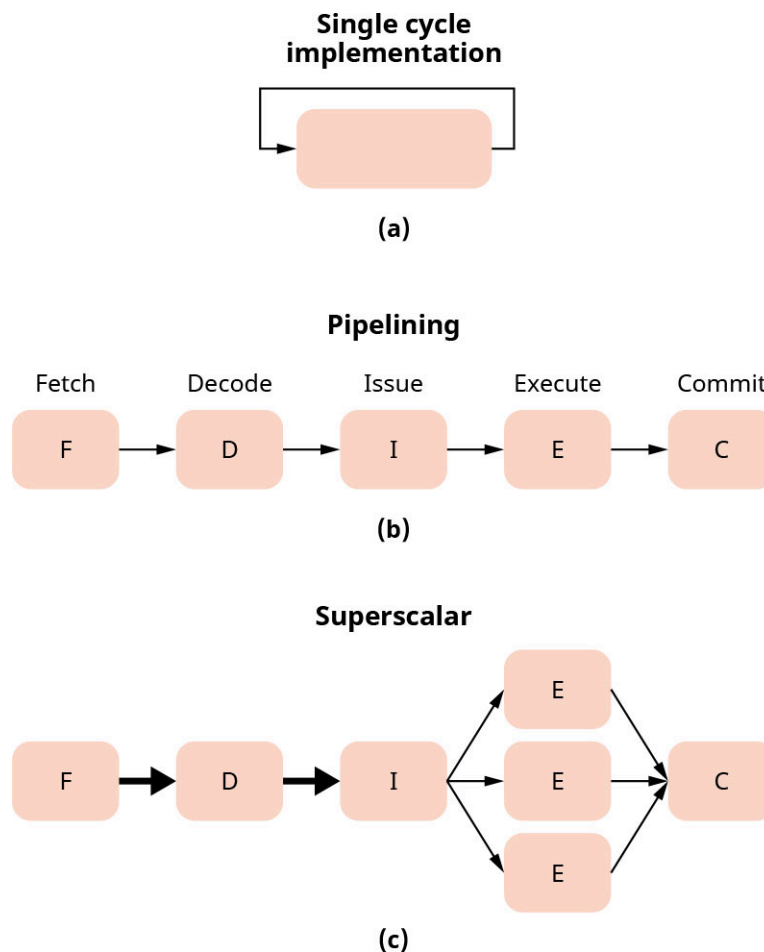 Single cycle
implementation
(a)
Pipelining
Fetch Decode Issue Execute Commit
F D I E C
(b)
Superscalar
E
F D I E C
E
(c)